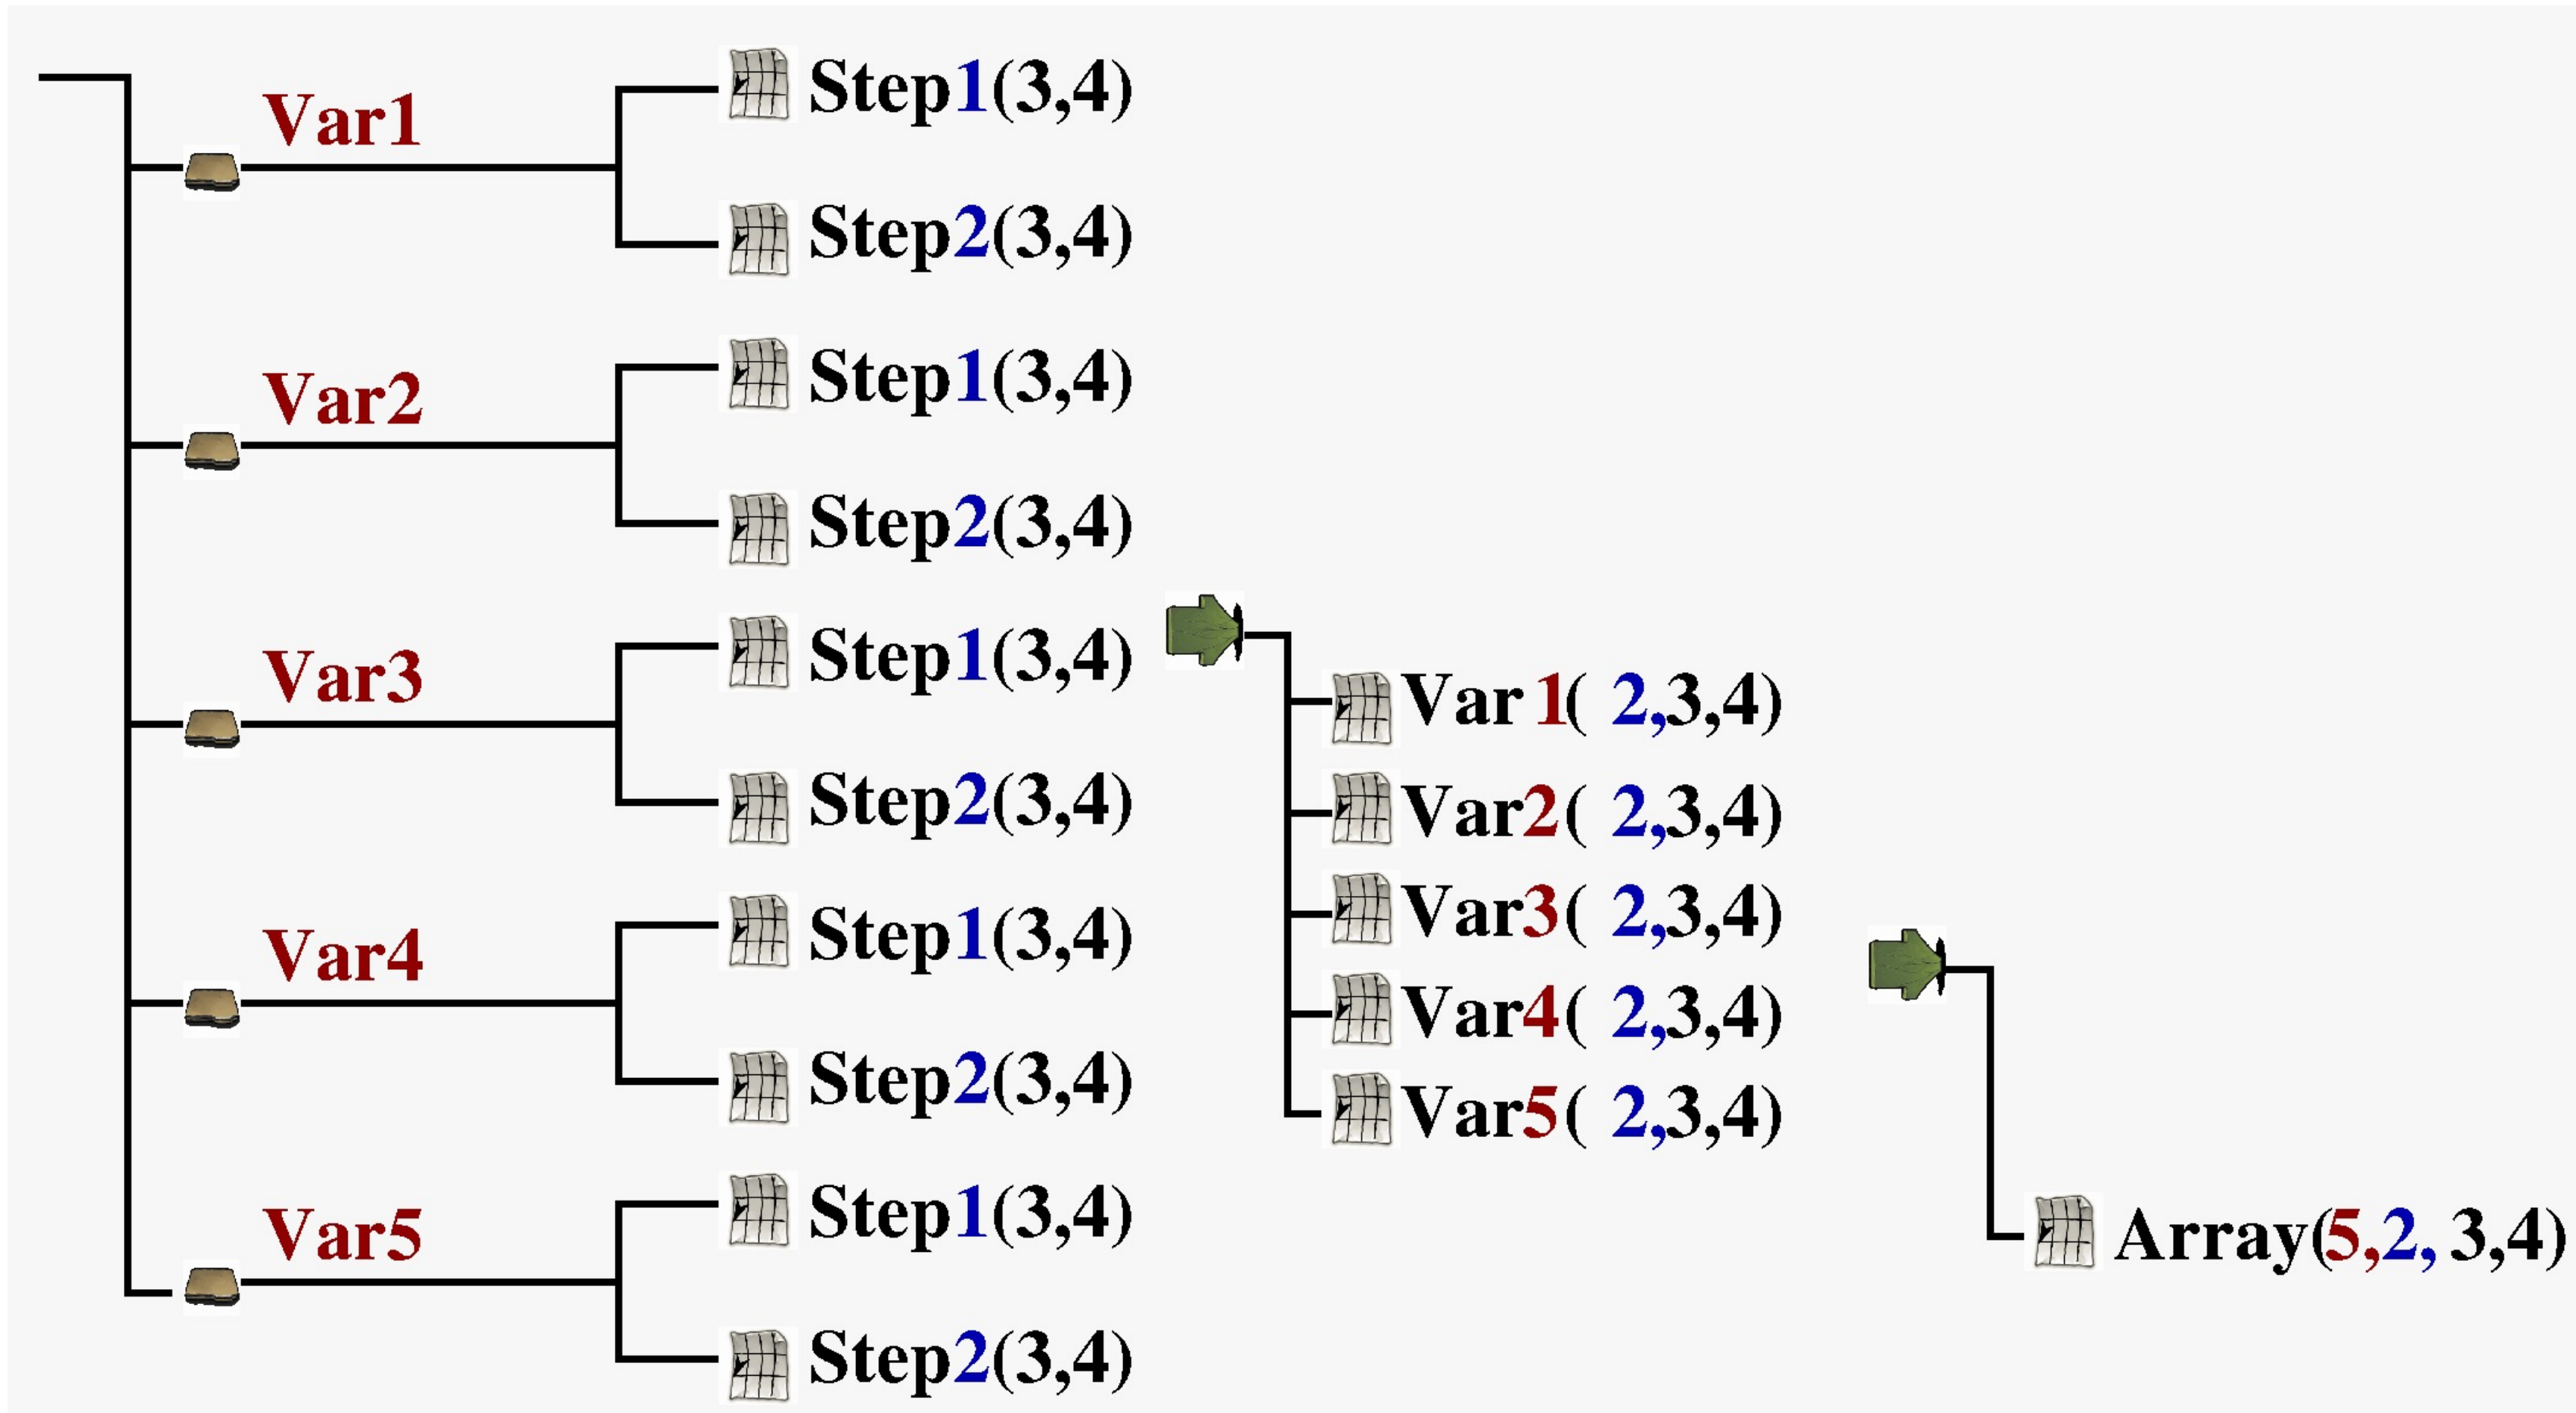 Var1
Step1(3,4)
Step2(3,4)
Var2
Step1(3,4)
Step2(3,4)
Var3
Step1(3,4)
Step2(3,4)
Var4
Step1(3,4)
Step2(3,4)
Var5
Step1(3,4)
Step2(3,4)
Var 1( 2,3,4)
Var2( 2,3,4)
Var3( 2,3,4)
Var4( 2,3,4)
Var5( 2,3,4)
Array(5,2, 3,4)